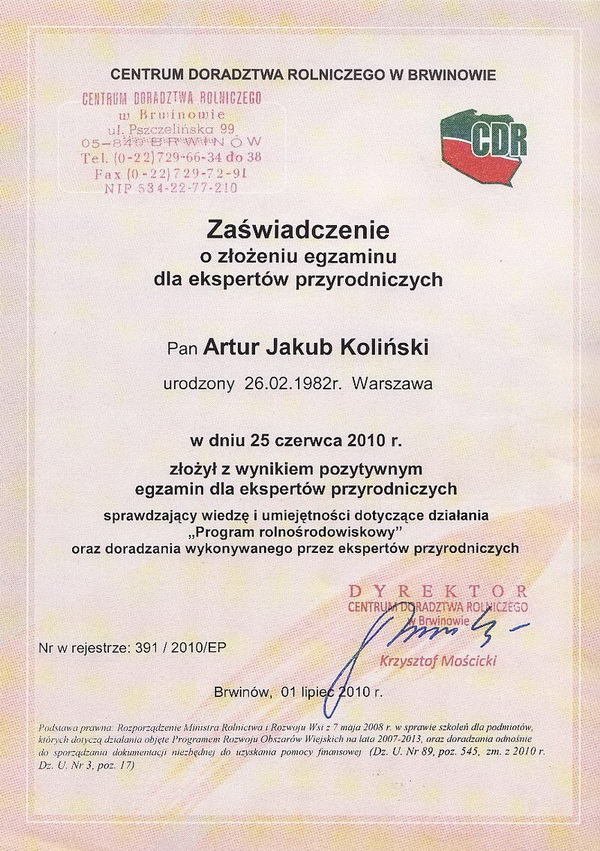 CENTRUM DORADZTWA ROLNICZEGO W BRWINOWIE
CENTRUM DORADZTWA ROLNICZEGO
w Brwinowie
ul. Pszczelińska 99
05-840 BRWINÓW
Tel. (0-22)729-66-34 do 38
Fax (0-22)729-72-91
NIP 534-22-77-210
CDR
Zaświadczenie
o złożeniu egzaminu
dla ekspertów przyrodniczych
Pan Artur Jakub Koliński
urodzony 26.02.1982r. Warszawa
w dniu 25 czerwca 2010 r.
złożył z wynikiem pozytywnym
egzamin dla ekspertów przyrodniczych
sprawdzający wiedzę i umiejętności dotyczące działania
„Program rolnośrodowiskowy”
oraz doradzania wykonywanego przez ekspertów przyrodniczych
DYREKTOR
CENTRUM DORADZTWA ROLNICZEGO
w Brwinowie
Krzysztof Mościcki
Nr w rejestrze: 391 / 2010/EP
Brwinów, 01 lipiec 2010 r.
Podstawa prawna: Rozporządzenie Ministra Rolnictwa i Rozwoju Wsi z 7 maja 2008 r. w sprawie szkoleń dla podmiotów,
których dotyczą działania objęte Programem Rozwoju Obszarów Wiejskich na lata 2007-2013, oraz doradzania odnośnie
do sporządzania dokumentacji niezbędnej do uzyskania pomocy finansowej (Dz. U. Nr 89, poz. 545, zm. z 2010 r.
Dz. U. Nr 3, poz. 17)